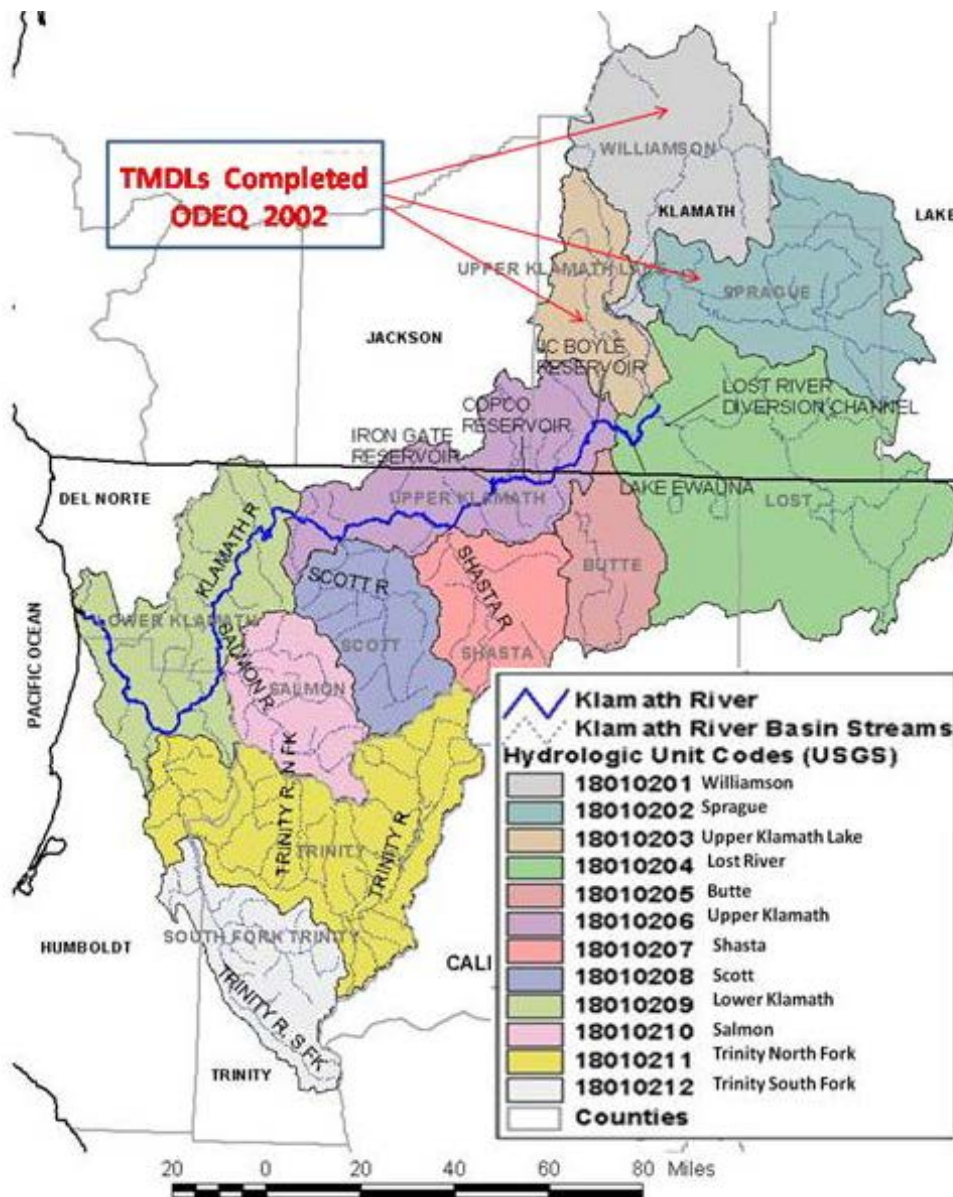 TMDLs Completed
ODEQ 2002
WILLIAMSON
KLAMATH
LAKE
UPPER KLAMATH LAKE
SPRAGUE
JACKSON
JC BOYLE
RESERVOIR
LOST RIVER
DIVERSION CHANNEL
COPCO
RESERVOIR
IRON GATE
RESERVOIR
DEL NORTE
UPPER KLAMATH
LAKE EWAUNA
LOST
KLAMATH R
BUTTE
SCOTT R
SHASTA R
PACIFIC OCEAN
LOWER KLAMATH
SALMON R
SCOTT
SHASTA
SALMON
TRINITY R, N FK
TRINITY
TRINITY R
SOUTH FORK TRINITY
HUMBOLDT
CALI
TRINITY R, S FK
TRINITY
Klamath River
Klamath River Basin Streams
Hydrologic Unit Codes (USGS)
18010201 Williamson
18010202 Sprague
18010203 Upper Klamath Lake
18010204 Lost River
18010205 Butte
18010206 Upper Klamath
18010207 Shasta
18010208 Scott
18010209 Lower Klamath
18010210 Salmon
18010211 Trinity North Fork
18010212 Trinity South Fork
Counties
20 0 20 40 60 80 Miles